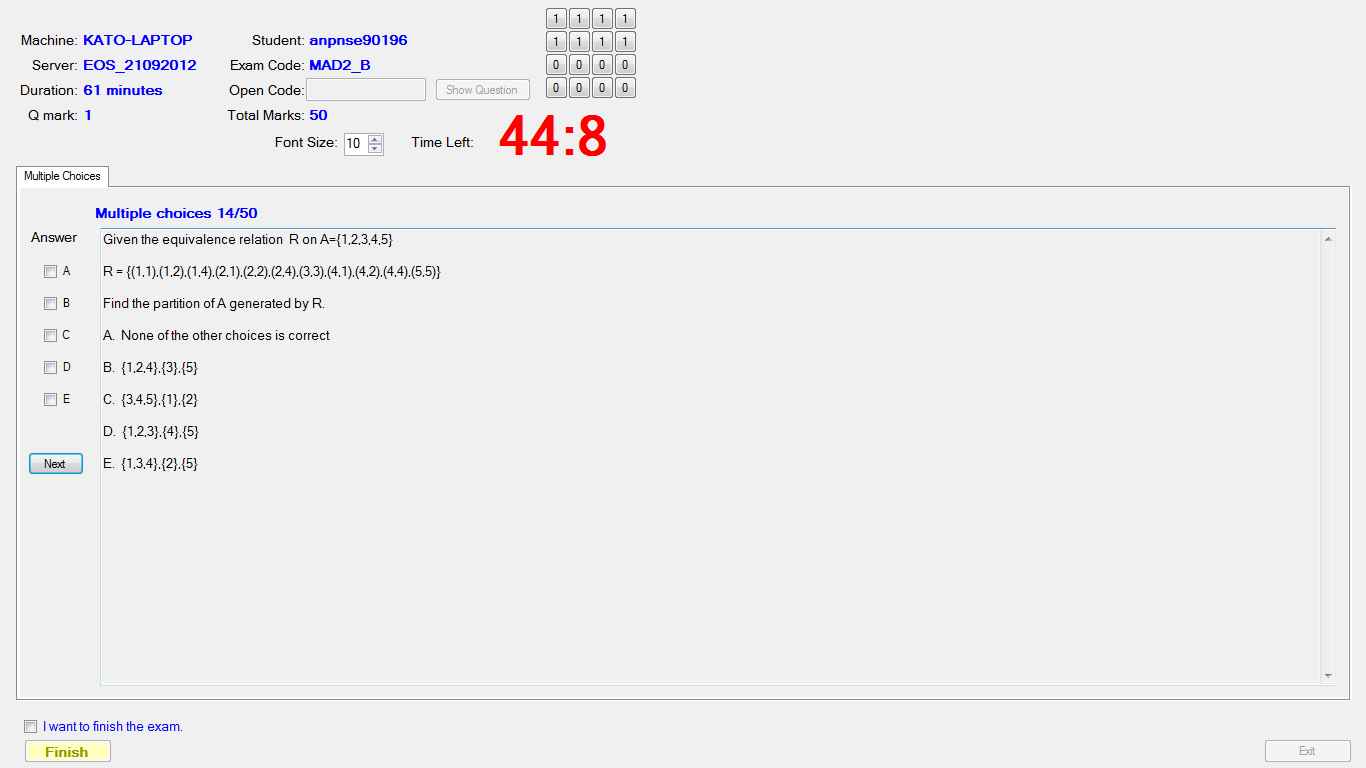 Machine: KATO-LAPTOP Student: anpnse90196
Server: EOS_21092012 Exam Code: MAD2_B
Duration: 61 minutes Open Code: Show Question
Q mark: 1 Total Marks: 50
Font Size: 10 Time Left: 44:8
1 1 1 1
1 1 1 1
0 0 0 0
0 0 0 0
Multiple Choices
Multiple choices 14/50
Answer
Given the equivalence relation R on A={1,2,3,4,5}
A
R = {(1,1),(1,2),(1,4),(2,1),(2,2),(2,4),(3,3),(4,1),(4,2),(4,4),(5,5)}
B
Find the partition of A generated by R.
C
A. None of the other choices is correct
D
B. {1,2,4},{3},{5}
E
C. {3,4,5},{1},{2}
D. {1,2,3},{4},{5}
Next
E. {1,3,4},{2},{5}
I want to finish the exam.
Finish
Exit